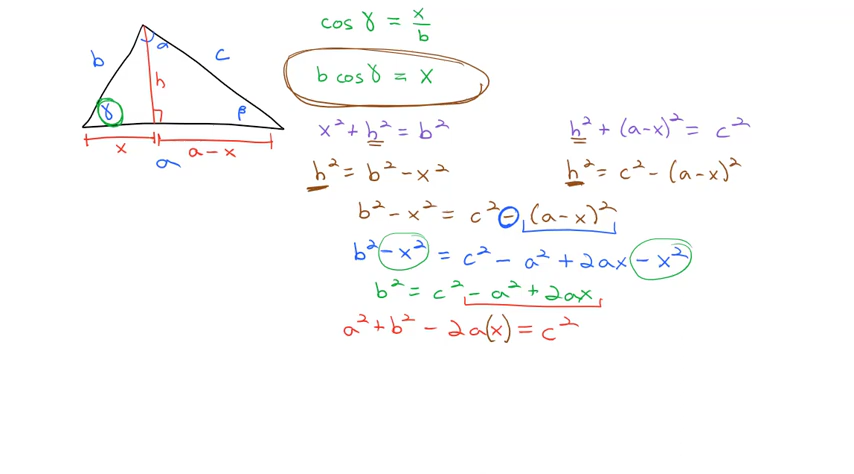 cos γ = x/b
b α c
b cos γ = x
h
γ β
x² + h² = b² h² + (a-x)² = c²
x a - x
a
h² = b² - x² h² = c² - (a-x)²
b² - x² = c² - (a-x)²
b² - x² = c² - a² + 2ax - x²
b² = c² - a² + 2ax
a² + b² - 2a(x) = c²